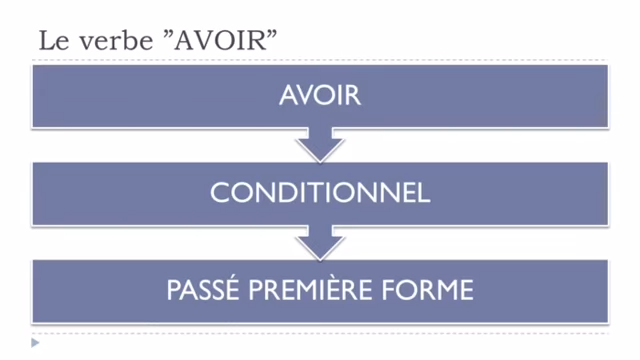 Le verbe ”AVOIR”
AVOIR
CONDITIONNEL
PASSÉ PREMIÈRE FORME